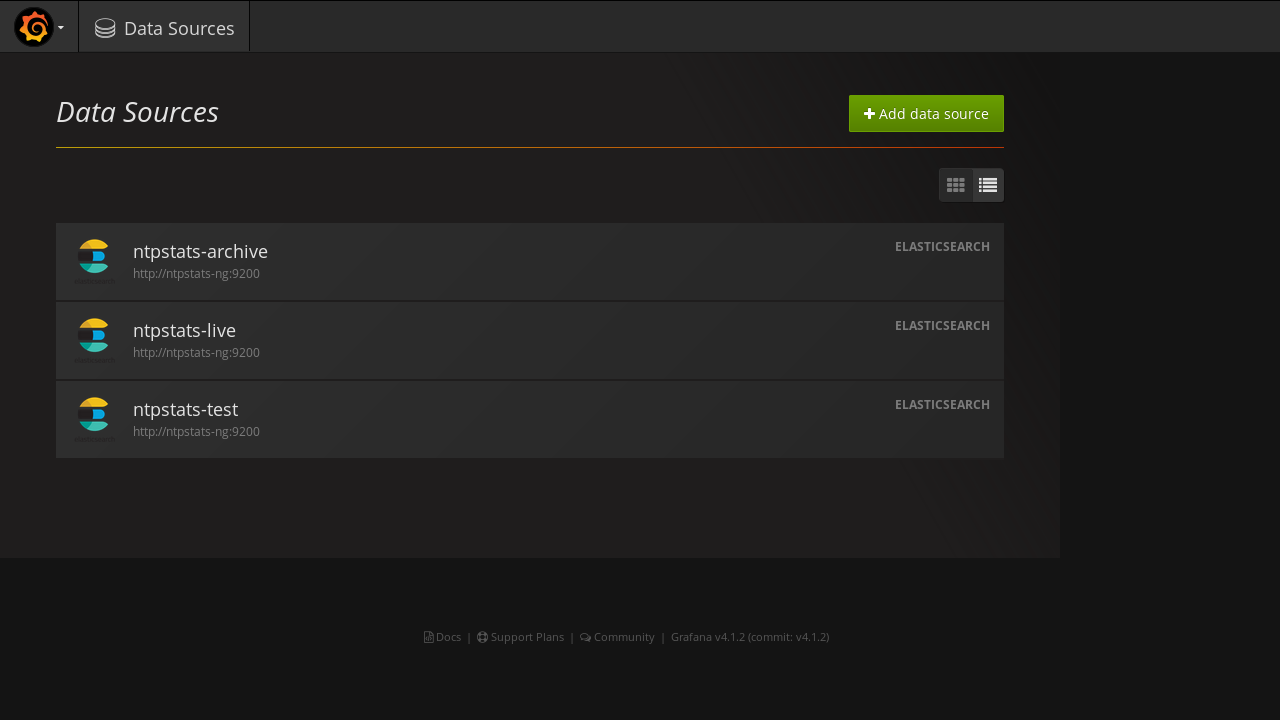 Data Sources
Data Sources
Add data source
ntpstats-archive
ELASTICSEARCH
http://ntpstats-ng:9200
ntpstats-live
ELASTICSEARCH
http://ntpstats-ng:9200
ntpstats-test
ELASTICSEARCH
http://ntpstats-ng:9200
Docs | Support Plans | Community | Grafana v4.1.2 (commit: v4.1.2)